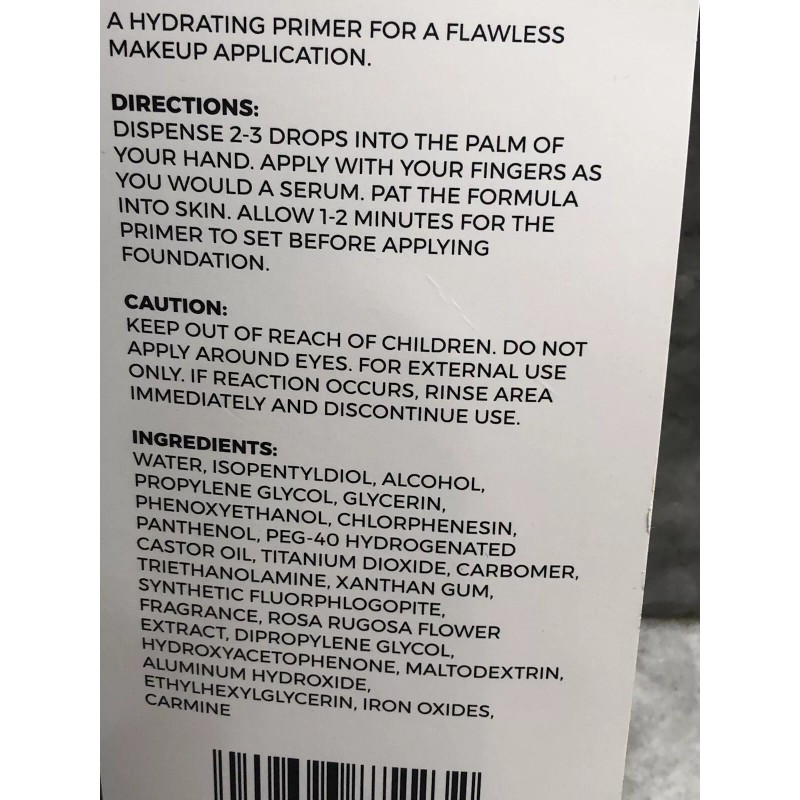 A HYDRATING PRIMER FOR A FLAWLESS
MAKEUP APPLICATION.
DIRECTIONS:
DISPENSE 2-3 DROPS INTO THE PALM OF
YOUR HAND. APPLY WITH YOUR FINGERS AS
YOU WOULD A SERUM. PAT THE FORMULA
INTO SKIN. ALLOW 1-2 MINUTES FOR THE
PRIMER TO SET BEFORE APPLYING
FOUNDATION.
CAUTION:
KEEP OUT OF REACH OF CHILDREN. DO NOT
APPLY AROUND EYES. FOR EXTERNAL USE
ONLY. IF REACTION OCCURS, RINSE AREA
IMMEDIATELY AND DISCONTINUE USE.
INGREDIENTS:
WATER, ISOPENTYLDIOL, ALCOHOL,
PROPYLENE GLYCOL, GLYCERIN,
PHENOXYETHANOL, CHLORPHENESIN,
PANTHENOL, PEG-40 HYDROGENATED
CASTOR OIL, TITANIUM DIOXIDE, CARBOMER,
TRIETHANOLAMINE, XANTHAN GUM,
SYNTHETIC FLUORPHLOGOPITE,
FRAGRANCE, ROSA RUGOSA FLOWER
EXTRACT, DIPROPYLENE GLYCOL,
HYDROXYACETOPHENONE, MALTODEXTRIN,
ALUMINUM HYDROXIDE,
ETHYLHEXYLGLYCERIN, IRON OXIDES,
CARMINE